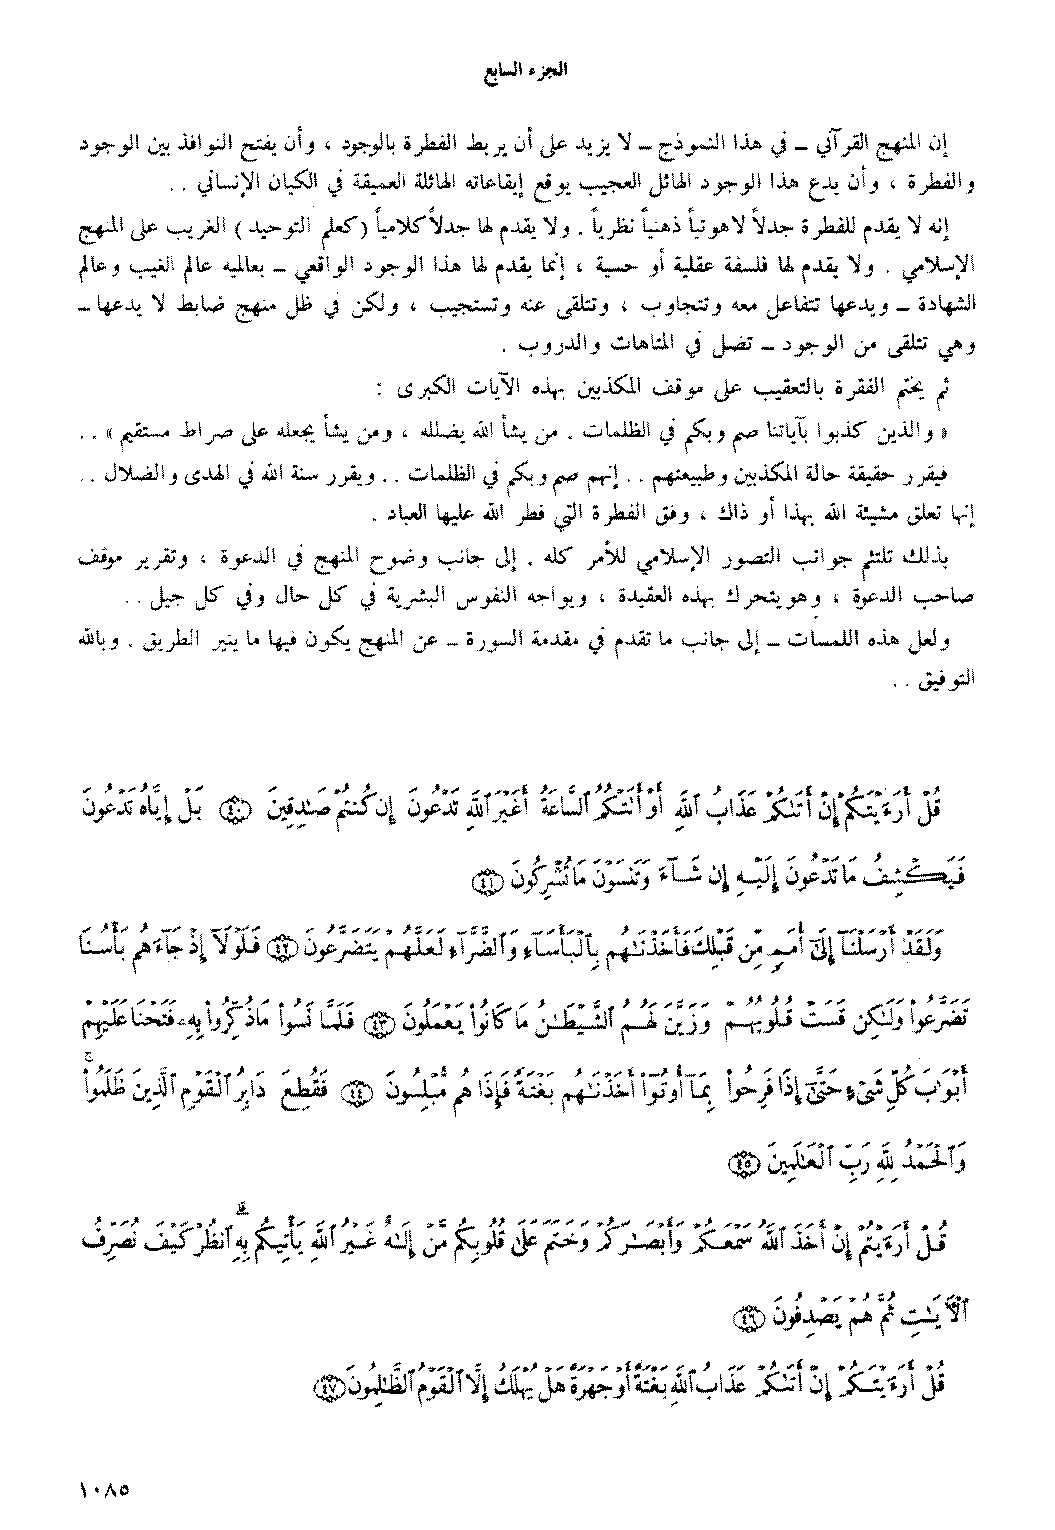 الجزء السابع
إن المنهج القرآني ــ في هذا النموذج ــ لا يزيد على أن يربط الفطرة بالوجود ، وأن يفتح النوافذ بين الوجود
والفطرة ، وأن يدع هذا الوجود الهائل العجيب يوقع إيقاعاته الهائلة العميقة في الكيان الإنساني . .
إنه لا يقدم للفطرة جدلاً لاهوتياً ذهنياً نظرياً . ولا يقدم لها جدلاً كلامياً ( كعلم التوحيد ) الغريب على المنهج
الإسلامي . ولا يقدم لها فلسفة عقلية أو حسية ، إنما يقدم لها هذا الوجود الواقعي ــ بعالميه عالم الغيب وعالم
الشهادة ــ ويدعها تتفاعل معه وتتجاوب ، وتتلقى عنه وتستجيب ، ولكن في ظل منهج ضابط لا يدعها ــ
وهي تتلقى من الوجود ــ تضل في المتاهات والدروب .
ثم يختم الفقرة بالتعقيب على موقف المكذبين بهذه الآيات الكبرى :
« والذين كذبوا بآياتنا صم وبكم في الظلمات . من يشأ الله يضلله ، ومن يشأ يجعله على صراط مستقيم » . .
فيقرر حقيقة حالة المكذبين وطبيعتهم . . إنهم صم وبكم في الظلمات . . ويقرر سنة الله في الهدى والضلال . .
إنها تعلق مشيئة الله بهذا أو ذاك ، وفق الفطرة التي فطر الله عليها العباد .
بذلك تلتئم جوانب التصور الإسلامي للأمر كله . إلى جانب وضوح المنهج في الدعوة ، وتقرير موقف
صاحب الدعوة ، وهو يتحرك بهذه العقيدة ، ويواجه النفوس البشرية في كل حال وفي كل جيل . .
ولعل هذه اللمسات ــ إلى جانب ما تقدم في مقدمة السورة ــ عن المنهج يكون فيها ما ينير الطريق . وبالله
التوفيق . .
قُلْ أَرَءَيْتَكُمْ إِنْ أَتَىٰكُمْ عَذَابُ ٱللَّهِ أَوْ أَتَتْكُمُ ٱلسَّاعَةُ أَغَيْرَ ٱللَّهِ تَدْعُونَ إِن كُنتُمْ صَـٰدِقِينَ ﴿٤٠﴾ بَلْ إِيَّاهُ تَدْعُونَ
فَيَكْشِفُ مَا تَدْعُونَ إِلَيْهِ إِن شَآءَ وَتَنسَوْنَ مَا تُشْرِكُونَ ﴿٤١﴾
وَلَقَدْ أَرْسَلْنَآ إِلَىٰٓ أُمَمٍ مِّن قَبْلِكَ فَأَخَذْنَـٰهُم بِٱلْبَأْسَآءِ وَٱلضَّرَّآءِ لَعَلَّهُمْ يَتَضَرَّعُونَ ﴿٤٢﴾ فَلَوْلَآ إِذْ جَآءَهُم بَأْسُنَا
تَضَرَّعُوا۟ وَلَـٰكِن قَسَتْ قُلُوبُهُمْ وَزَيَّنَ لَهُمُ ٱلشَّيْطَـٰنُ مَا كَانُوا۟ يَعْمَلُونَ ﴿٤٣﴾ فَلَمَّا نَسُوا۟ مَا ذُكِّرُوا۟ بِهِۦ فَتَحْنَا عَلَيْهِمْ
أَبْوَٰبَ كُلِّ شَىْءٍ حَتَّىٰٓ إِذَا فَرِحُوا۟ بِمَآ أُوتُوٓا۟ أَخَذْنَـٰهُم بَغْتَةً فَإِذَا هُم مُّبْلِسُونَ ﴿٤٤﴾ فَقُطِعَ دَابِرُ ٱلْقَوْمِ ٱلَّذِينَ ظَلَمُوا۟ ۚ
وَٱلْحَمْدُ لِلَّهِ رَبِّ ٱلْعَـٰلَمِينَ ﴿٤٥﴾
قُلْ أَرَءَيْتُمْ إِنْ أَخَذَ ٱللَّهُ سَمْعَكُمْ وَأَبْصَـٰرَكُمْ وَخَتَمَ عَلَىٰ قُلُوبِكُم مَّنْ إِلَـٰهٌ غَيْرُ ٱللَّهِ يَأْتِيكُم بِهِ ۗ ٱنظُرْ كَيْفَ نُصَرِّفُ
ٱلْـَٔايَـٰتِ ثُمَّ هُمْ يَصْدِفُونَ ﴿٤٦﴾
قُلْ أَرَءَيْتَكُمْ إِنْ أَتَىٰكُمْ عَذَابُ ٱللَّهِ بَغْتَةً أَوْ جَهْرَةً هَلْ يُهْلَكُ إِلَّا ٱلْقَوْمُ ٱلظَّـٰلِمُونَ ﴿٤٧﴾
١٠٨٥